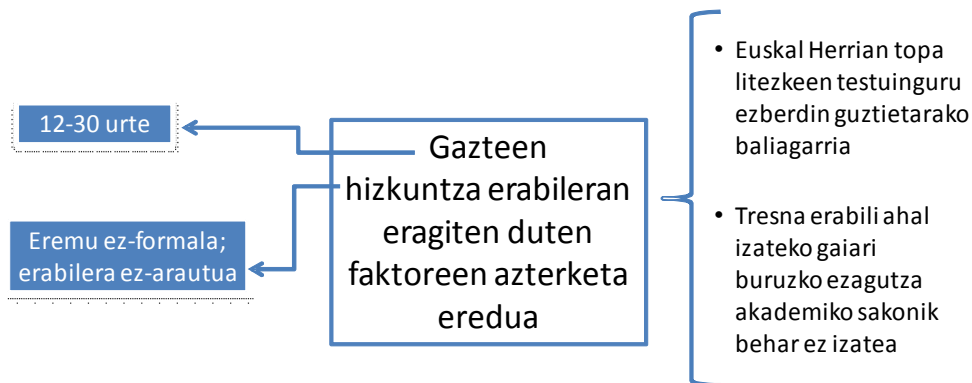 12-30 urte
Eremu ez-formala;
erabilera ez-arautua
Gazteen
hizkuntza erabileran
eragiten duten
faktoreen azterketa
eredua
• Euskal Herrian topa
litezkeen testuinguru
ezberdin guztietarako
baliagarria
• Tresna erabili ahal
izateko gaiari
buruzko ezagutza
akademiko sakonik
behar ez izatea